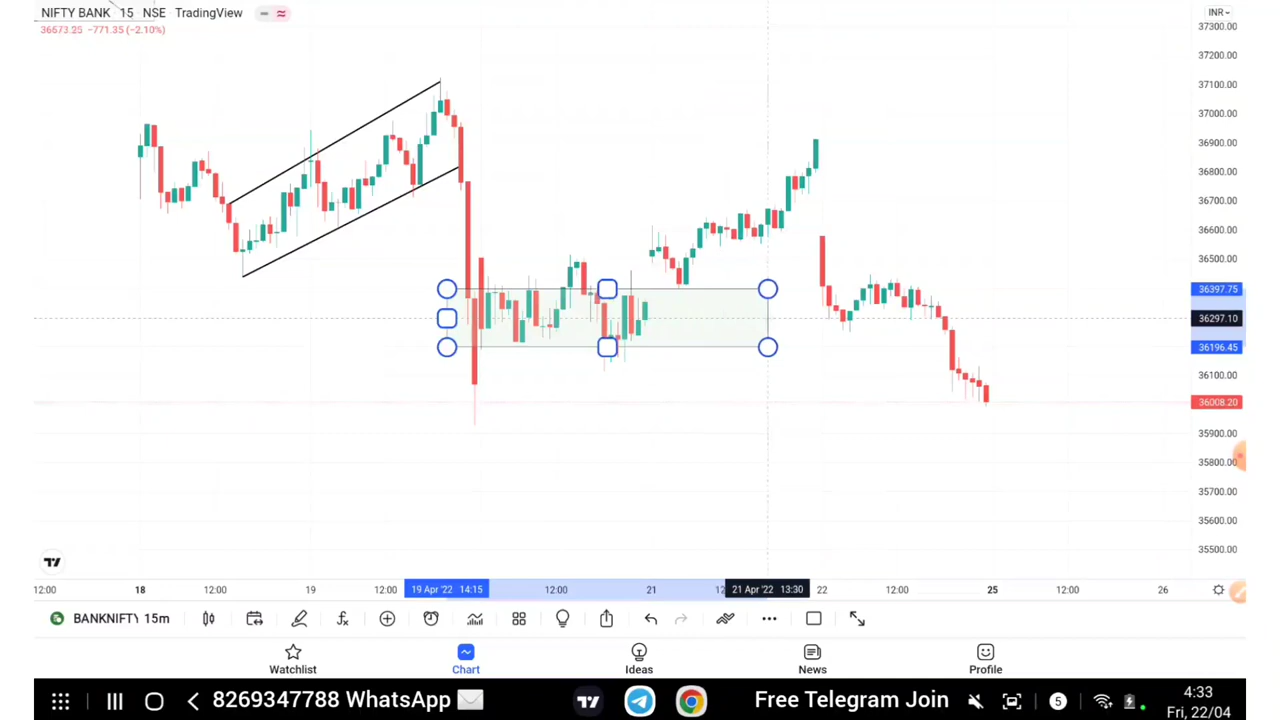 NIFTY BANK 15 NSE TradingView
INR
36673.25 -771.35 (-2.10%)
37300.00
37200.00
37100.00
37000.00
36900.00
36800.00
36700.00
36600.00
36500.00
36397.75
36297.10
36196.45
36100.00
36008.20
35900.00
35800.00
35700.00
35600.00
35500.00
12:00 18 12:00 19 12:00 19 Apr '22 14:15 12:00 21 21 Apr '22 13:30 22 12:00 25 12:00 26
BANKNIFTY 15m
Watchlist Chart Ideas News Profile
8269347788 WhatsApp Free Telegram Join 5 4:33
Fri, 22/04